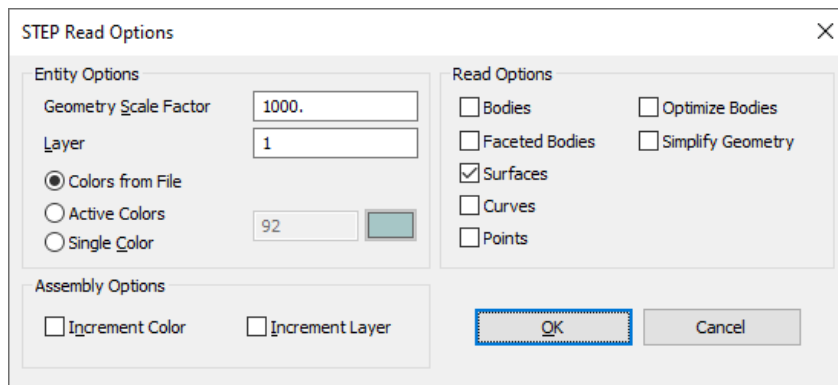 STEP Read Options
Entity Options
Geometry Scale Factor 1000.
Layer 1
Colors from File
Active Colors
Single Color
92
Assembly Options
Increment Color Increment Layer
Read Options
Bodies Optimize Bodies
Faceted Bodies Simplify Geometry
Surfaces
Curves
Points
OK Cancel